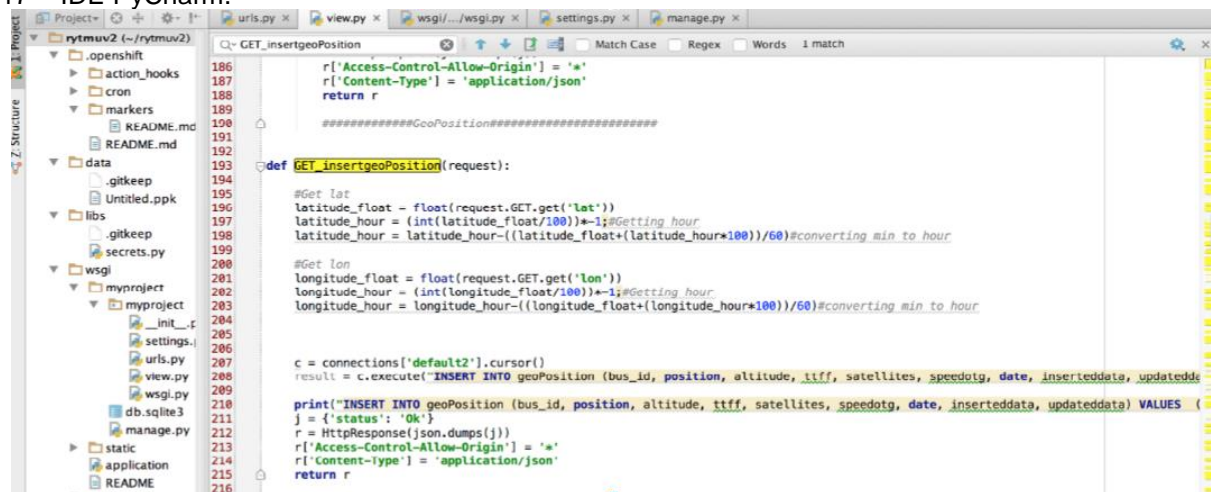 17 IDE PyCharm.
Project
urls.py
view.py
wsgi/.../wsgi.py
settings.py
manage.py
1: Project
Z: Structure
rytmuv2 (~/rytmuv2)
.openshift
action_hooks
cron
markers
README.md
README.md
data
.gitkeep
Untitled.ppk
libs
.gitkeep
secrets.py
wsgi
myproject
myproject
settings.
urls.py
view.py
wsgi.py
db.sqlite3
manage.py
static
application
README
GET_insertgeoPosition Match Case Regex Words 1 match
186 r['Access-Control-Allow-Origin'] = '*'
187 r['Content-Type'] = 'application/json'
188 return r
189
190 #############GeoPosition########################
191
192
193 def GET_insertgeoPosition(request):
194
195 #Get lat
196 latitude_float = float(request.GET.get('lat'))
197 latitude_hour = (int(latitude_float/100))*-1;#Getting hour
198 latitude_hour = latitude_hour-((latitude_float+(latitude_hour*100))/60)#converting min to hour
199
200 #Get lon
201 longitude_float = float(request.GET.get('lon'))
202 longitude_hour = (int(longitude_float/100))*-1;#Getting hour
203 longitude_hour = longitude_hour-((longitude_float+(longitude_hour*100))/60)#converting min to hour
204
205
206
207 c = connections['default2'].cursor()
208 result = c.execute("INSERT INTO geoPosition (bus_id, position, altitude, ttff, satellites, speedotg, date, inserteddata, updatedda
209
210 print("INSERT INTO geoPosition (bus_id, position, altitude, ttff, satellites, speedotg, date, inserteddata, updateddata) VALUES (
211 j = {'status': 'Ok'}
212 r = HttpResponse(json.dumps(j))
213 r['Access-Control-Allow-Origin'] = '*'
214 r['Content-Type'] = 'application/json'
215 return r
216